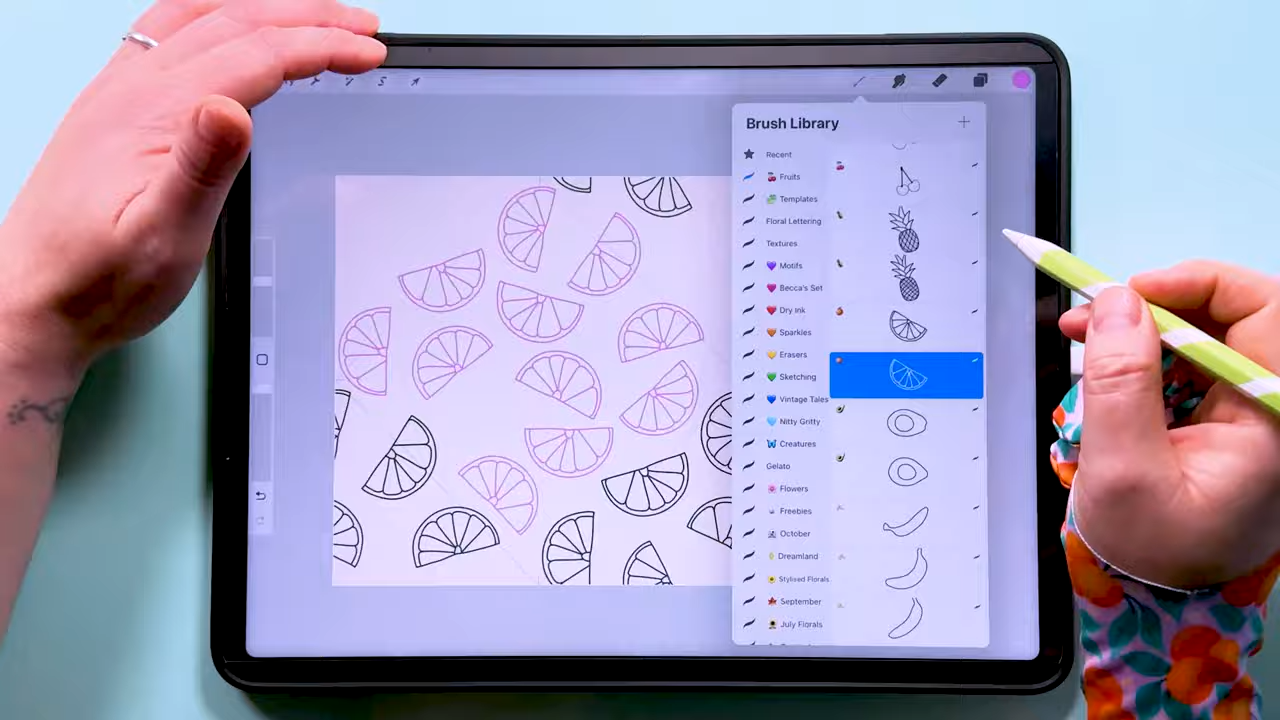 Brush Library
Recent
Fruits
Templates
Floral Lettering
Textures
Motifs
Becca's Set
Dry Ink
Sparkles
Erasers
Sketching
Vintage Tales
Nitty Gritty
Creatures
Gelato
Flowers
Freebies
October
Dreamland
Stylised Florals
September
July Florals